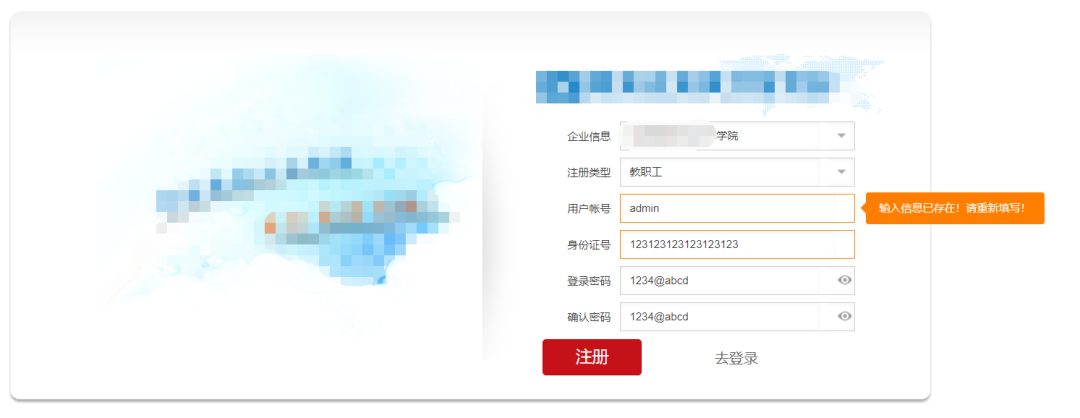 企业信息 学院
注册类型 教职工
用户帐号 admin 输入信息已存在！请重新填写!
身份证号 123123123123123123
登录密码 1234@abcd
确认密码 1234@abcd
注册 去登录